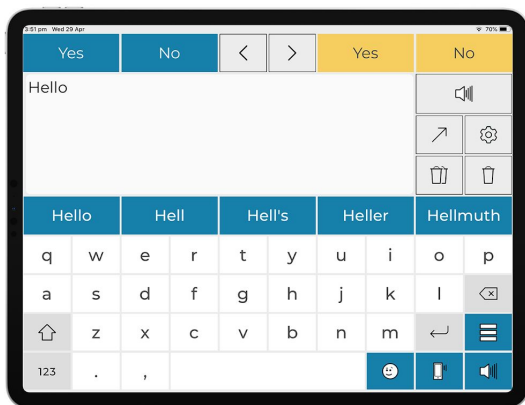 3:51 pm Wed 29 Apr 70%
Yes No < > Yes No
Hello
Hello Hell Hell's Heller Hellmuth
q w e r t y u i o p
a s d f g h j k l
z x c v b n m
123 . ,